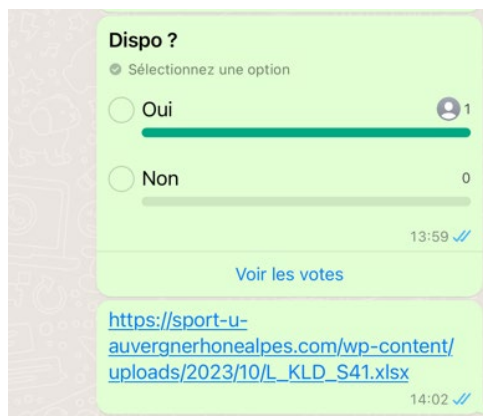 Dispo ?
Sélectionnez une option
Oui 1
Non 0
13:59
Voir les votes
https://sport-u-
auvergnerhonealpes.com/wp-content/
uploads/2023/10/L_KLD_S41.xlsx
14:02